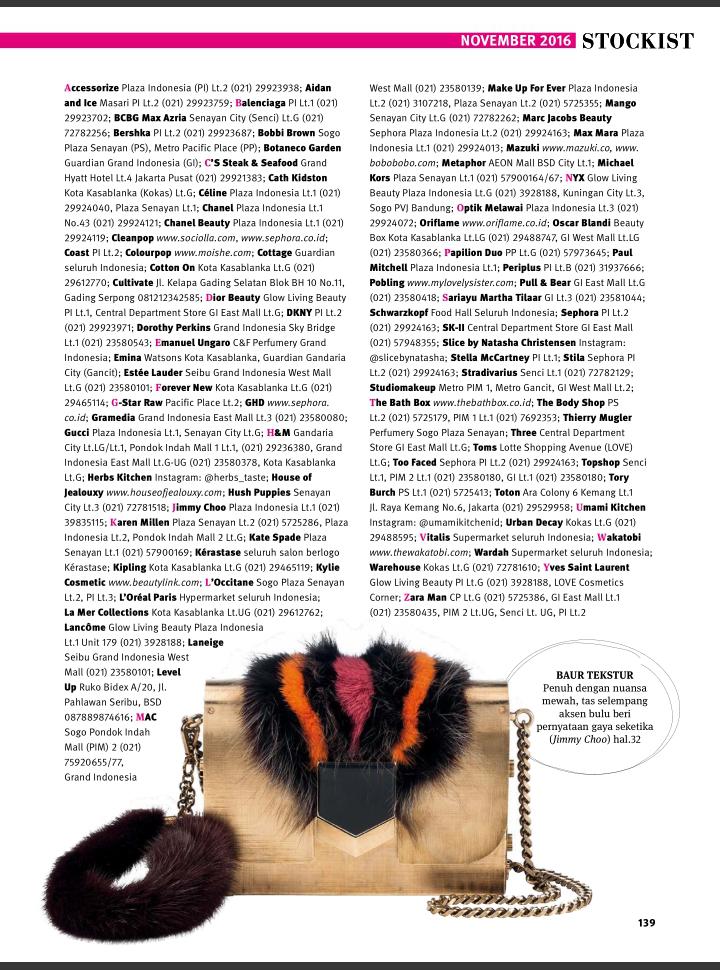 NOVEMBER 2016 STOCKIST
Accessorize Plaza Indonesia (PI) Lt.2 (021) 29923938; Aidan
and Ice Masari PI Lt.2 (021) 29923759; Balenciaga PI Lt.1 (021)
29923702; BCBG Max Azria Senayan City (Senci) Lt.G (021)
72782256; Bershka PI Lt.2 (021) 29923687; Bobbi Brown Sogo
Plaza Senayan (PS), Metro Pacific Place (PP); Botaneco Garden
Guardian Grand Indonesia (GI); C'S Steak & Seafood Grand
Hyatt Hotel Lt.4 Jakarta Pusat (021) 29921383; Cath Kidston
Kota Kasablanka (Kokas) Lt.G; Céline Plaza Indonesia Lt.1 (021)
29924040, Plaza Senayan Lt.1; Chanel Plaza Indonesia Lt.1
No.43 (021) 29924121; Chanel Beauty Plaza Indonesia Lt.1 (021)
29924119; Cleanpop www.sociolla.com, www.sephora.co.id;
Coast PI Lt.2; Colourpop www.moishe.com; Cottage Guardian
seluruh Indonesia; Cotton On Kota Kasablanka Lt.G (021)
29612770; Cultivate Jl. Kelapa Gading Selatan Blok BH 10 No.11,
Gading Serpong 081212342585; Dior Beauty Glow Living Beauty
PI Lt.1, Central Department Store GI East Mall Lt.G; DKNY PI Lt.2
(021) 29923971; Dorothy Perkins Grand Indonesia Sky Bridge
Lt.1 (021) 23580543; Emanuel Ungaro C&F Perfumery Grand
Indonesia; Emina Watsons Kota Kasablanka, Guardian Gandaria
City (Gancit); Estée Lauder Seibu Grand Indonesia West Mall
Lt.G (021) 23580101; Forever New Kota Kasablanka Lt.G (021)
29465114; G-Star Raw Pacific Place Lt.2; GHD www.sephora.
co.id; Gramedia Grand Indonesia East Mall Lt.3 (021) 23580080;
Gucci Plaza Indonesia Lt.1, Senayan City Lt.G; H&M Gandaria
City Lt.LG/Lt.1, Pondok Indah Mall 1 Lt.1, (021) 29236380, Grand
Indonesia East Mall Lt.G-UG (021) 23580378, Kota Kasablanka
Lt.G; Herbs Kitchen Instagram: @herbs_taste; House of
Jealouxy www.houseofjealouxy.com; Hush Puppies Senayan
City Lt.3 (021) 72781518; Jimmy Choo Plaza Indonesia Lt.1 (021)
39835115; Karen Millen Plaza Senayan Lt.2 (021) 5725286, Plaza
Indonesia Lt.2, Pondok Indah Mall 2 Lt.G; Kate Spade Plaza
Senayan Lt.1 (021) 57900169; Kérastase seluruh salon berlogo
Kérastase; Kipling Kota Kasablanka Lt.G (021) 29465119; Kylie
Cosmetic www.beautylink.com; L'Occitane Sogo Plaza Senayan
Lt.2, PI Lt.3; L'Oréal Paris Hypermarket seluruh Indonesia;
La Mer Collections Kota Kasablanka Lt.UG (021) 29612762;
Lancôme Glow Living Beauty Plaza Indonesia
Lt.1 Unit 179 (021) 3928188; Laneige
Seibu Grand Indonesia West
Mall (021) 23580101; Level
Up Ruko Bidex A/20, Jl.
Pahlawan Seribu, BSD
087889874616; MAC
Sogo Pondok Indah
Mall (PIM) 2 (021)
75920655/77,
Grand Indonesia
West Mall (021) 23580139; Make Up For Ever Plaza Indonesia
Lt.2 (021) 3107218, Plaza Senayan Lt.2 (021) 5725355; Mango
Senayan City Lt.G (021) 72782262; Marc Jacobs Beauty
Sephora Plaza Indonesia Lt.2 (021) 29924163; Max Mara Plaza
Indonesia Lt.1 (021) 29924013; Mazuki www.mazuki.co, www.
bobobobo.com; Metaphor AEON Mall BSD City Lt.1; Michael
Kors Plaza Senayan Lt.1 (021) 57900164/67; NYX Glow Living
Beauty Plaza Indonesia Lt.G (021) 3928188, Kuningan City Lt.3,
Sogo PVJ Bandung; Optik Melawai Plaza Indonesia Lt.3 (021)
29924072; Oriflame www.oriflame.co.id; Oscar Blandi Beauty
Box Kota Kasablanka Lt.LG (021) 29488747, GI West Mall Lt.LG
(021) 23580366; Papilion Duo PP Lt.G (021) 57973645; Paul
Mitchell Plaza Indonesia Lt.1; Periplus PI Lt.B (021) 31937666;
Pobling www.mylovelysister.com; Pull & Bear GI East Mall Lt.G
(021) 23580418; Sariayu Martha Tilaar GI Lt.3 (021) 23581044;
Schwarzkopf Food Hall Seluruh Indonesia; Sephora PI Lt.2
(021) 29924163; SK-II Central Department Store GI East Mall
(021) 57948355; Slice by Natasha Christensen Instagram:
@slicebynatasha; Stella McCartney PI Lt.1; Stila Sephora PI
Lt.2 (021) 29924163; Stradivarius Senci Lt.1 (021) 72782129;
Studiomakeup Metro PIM 1, Metro Gancit, GI West Mall Lt.2;
The Bath Box www.thebathbox.co.id; The Body Shop PS
Lt.2 (021) 5725179, PIM 1 Lt.1 (021) 7692353; Thierry Mugler
Perfumery Sogo Plaza Senayan; Three Central Department
Store GI East Mall Lt.G; Toms Lotte Shopping Avenue (LOVE)
Lt.G; Too Faced Sephora PI Lt.2 (021) 29924163; Topshop Senci
Lt.1, PIM 2 Lt.1 (021) 23580180, GI Lt.1 (021) 23580180; Tory
Burch PS Lt.1 (021) 5725413; Toton Ara Colony 6 Kemang Lt.1
Jl. Raya Kemang No.6, Jakarta (021) 29529958; Umami Kitchen
Instagram: @umamikitchenid; Urban Decay Kokas Lt.G (021)
29488595; Vitalis Supermarket seluruh Indonesia; Wakatobi
www.thewakatobi.com; Wardah Supermarket seluruh Indonesia;
Warehouse Kokas Lt.G (021) 72781610; Yves Saint Laurent
Glow Living Beauty PI Lt.G (021) 3928188, LOVE Cosmetics
Corner; Zara Man CP Lt.G (021) 5725386, GI East Mall Lt.1
(021) 23580435, PIM 2 Lt.UG, Senci Lt. UG, PI Lt.2
BAUR TEKSTUR
Penuh dengan nuansa
mewah, tas selempang
aksen bulu beri
pernyataan gaya seketika
(Jimmy Choo) hal.32
139